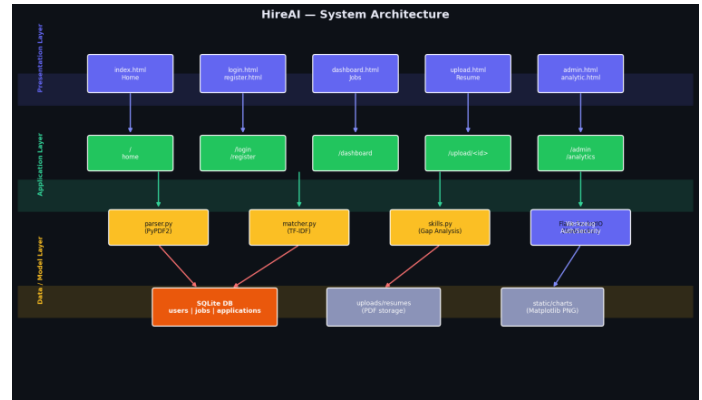 HireAI — System Architecture
Presentation Layer
index.html
Home
login.html
register.html
dashboard.html
Jobs
upload.html
Resume
admin.html
analytic.html
Application Layer
/
home
/login
/register
/dashboard
/upload/<id>
/admin
/analytics
Data / Model Layer
parser.py
(PyPDF2)
matcher.py
(TF-IDF)
skills.py
(Gap Analysis)
Werkzeug
Auth/Security
SQLite DB
users | jobs | applications
uploads/resumes
(PDF storage)
static/charts
(Matplotlib PNG)